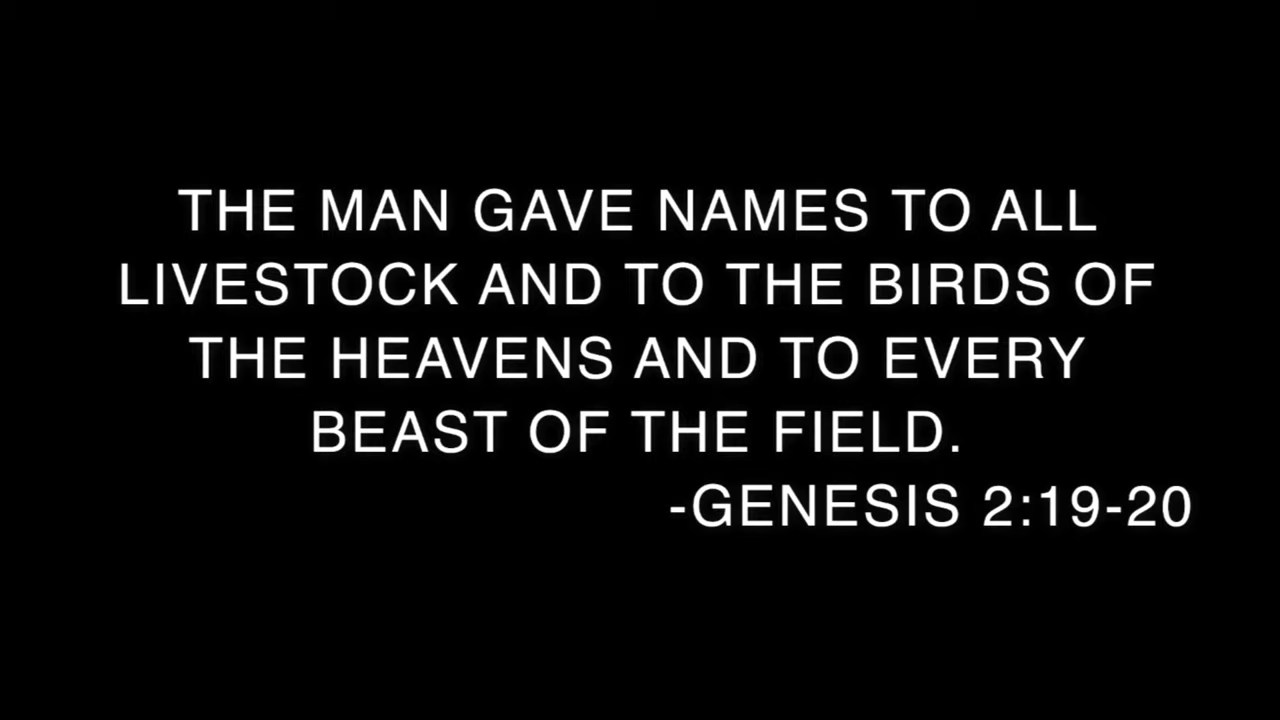 THE MAN GAVE NAMES TO ALL
LIVESTOCK AND TO THE BIRDS OF
THE HEAVENS AND TO EVERY
BEAST OF THE FIELD.
-GENESIS 2:19-20